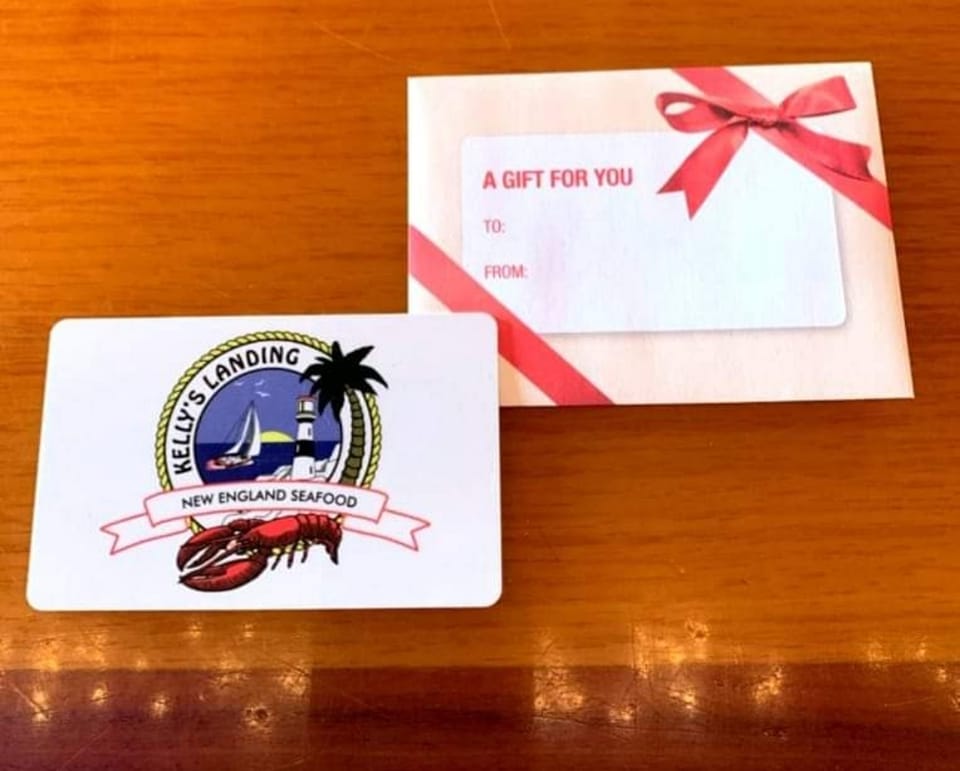 A GIFT FOR YOU
TO:
FROM:
KELLY'S LANDING
NEW ENGLAND SEAFOOD